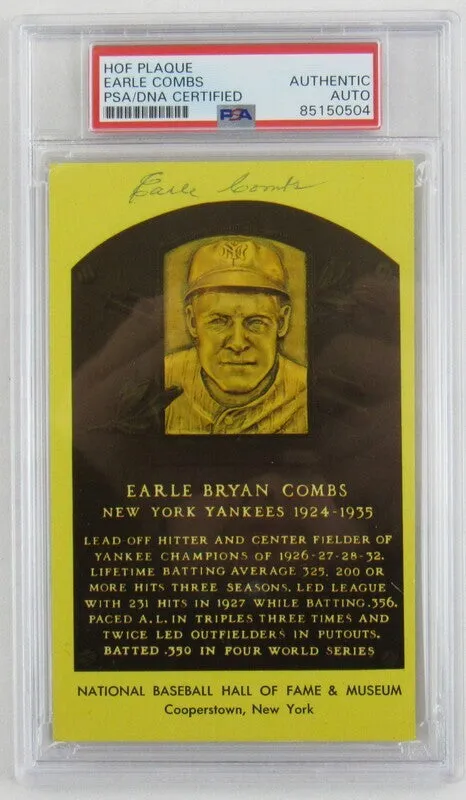 HOF PLAQUE
EARLE COMBS
PSA/DNA CERTIFIED
AUTHENTIC
AUTO
85150504
PSA
Earle Combs
NY
EARLE BRYAN COMBS
NEW YORK YANKEES 1924-1935
LEAD-OFF HITTER AND CENTER FIELDER OF
YANKEE CHAMPIONS OF 1926-27-28-32.
LIFETIME BATTING AVERAGE .325. 200 OR
MORE HITS THREE SEASONS. LED LEAGUE
WITH 231 HITS IN 1927 WHILE BATTING .356.
PACED A.L. IN TRIPLES THREE TIMES AND
TWICE LED OUTFIELDERS IN PUTOUTS.
BATTED .350 IN FOUR WORLD SERIES
NATIONAL BASEBALL HALL OF FAME & MUSEUM
Cooperstown, New York